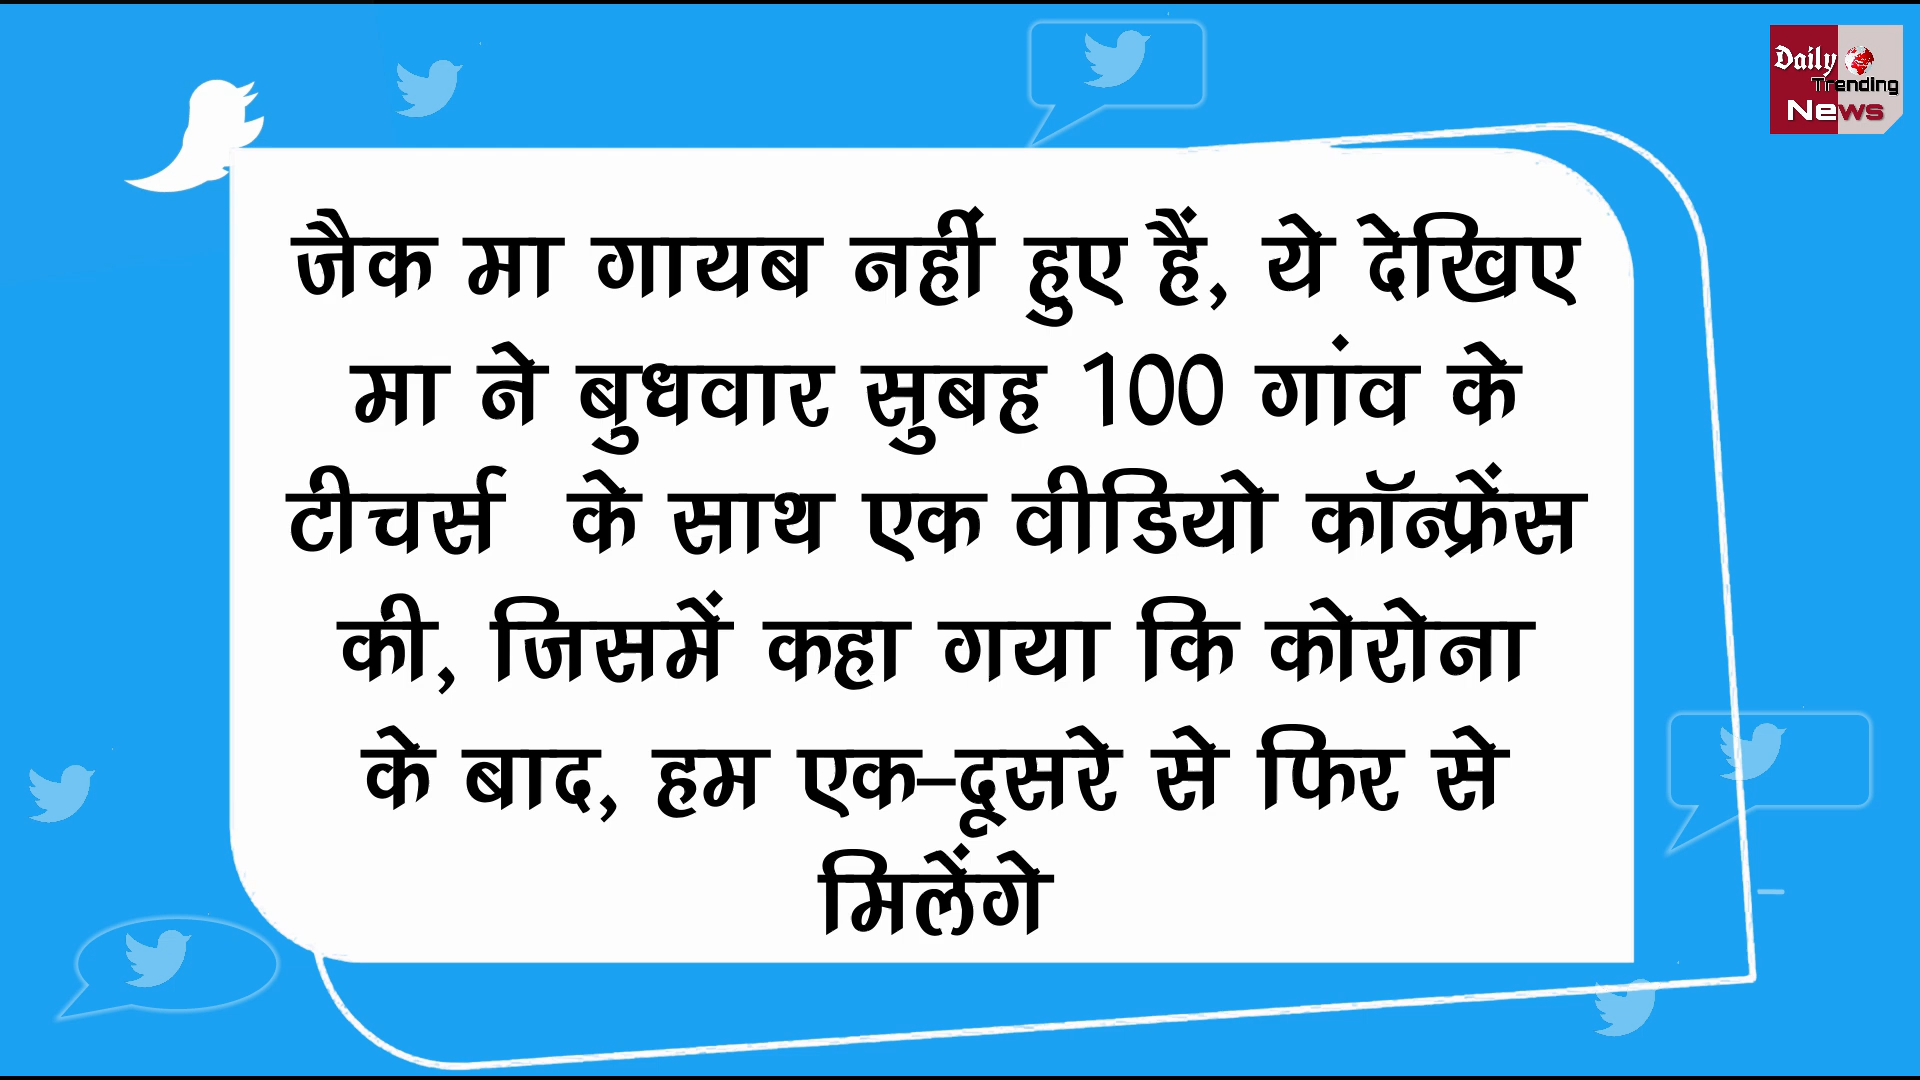 Daily
Trending
News
जैक मा गायब नहीं हुए हैं, ये देखिए
मा ने बुधवार सुबह 100 गांव के
टीचर्स के साथ एक वीडियो कॉन्फ्रेंस
की, जिसमें कहा गया कि कोरोना
के बाद, हम एक-दूसरे से फिर से
मिलेंगे